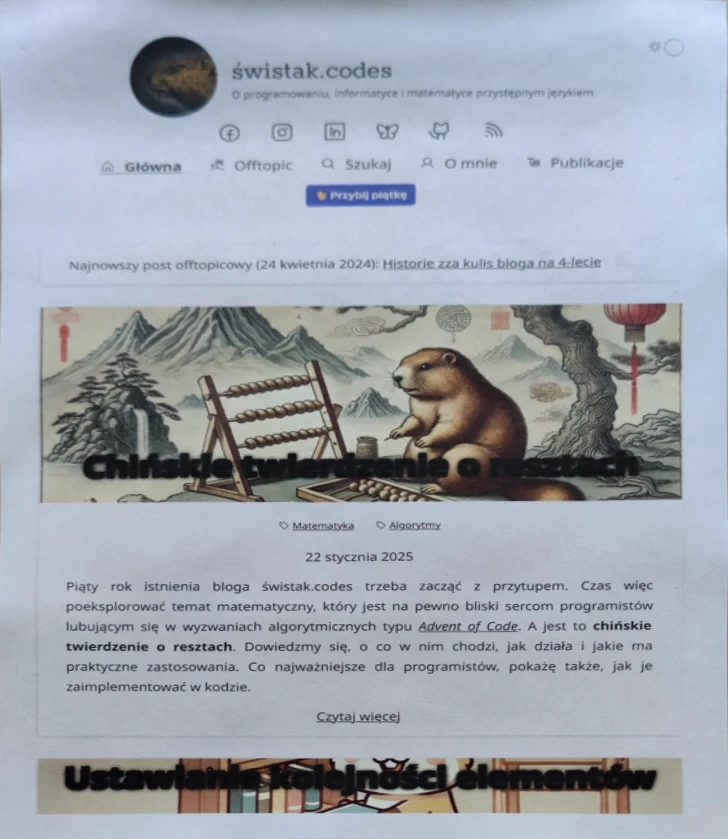 świstak.codes
O programowaniu, informatyce i matematyce przystępnym językiem
Główna Offtopic Szukaj O mnie Publikacje
Przybij piątkę
Najnowszy post offtopicowy (24 kwietnia 2024): Historie zza kulis bloga na 4-lecie
Chińskie twierdzenie o resztach
Matematyka Algorytmy
22 stycznia 2025
Piąty rok istnienia bloga świstak.codes trzeba zacząć z przytupem. Czas więc
poeksplorować temat matematyczny, który jest na pewno bliski sercom programistów
lubującym się w wyzwaniach algorytmicznych typu Advent of Code. A jest to chińskie
twierdzenie o resztach. Dowiedzmy się, o co w nim chodzi, jak działa i jakie ma
praktyczne zastosowania. Co najważniejsze dla programistów, pokażę także, jak je
zaimplementować w kodzie.
Czytaj więcej
Ustawianie kolejności elementów